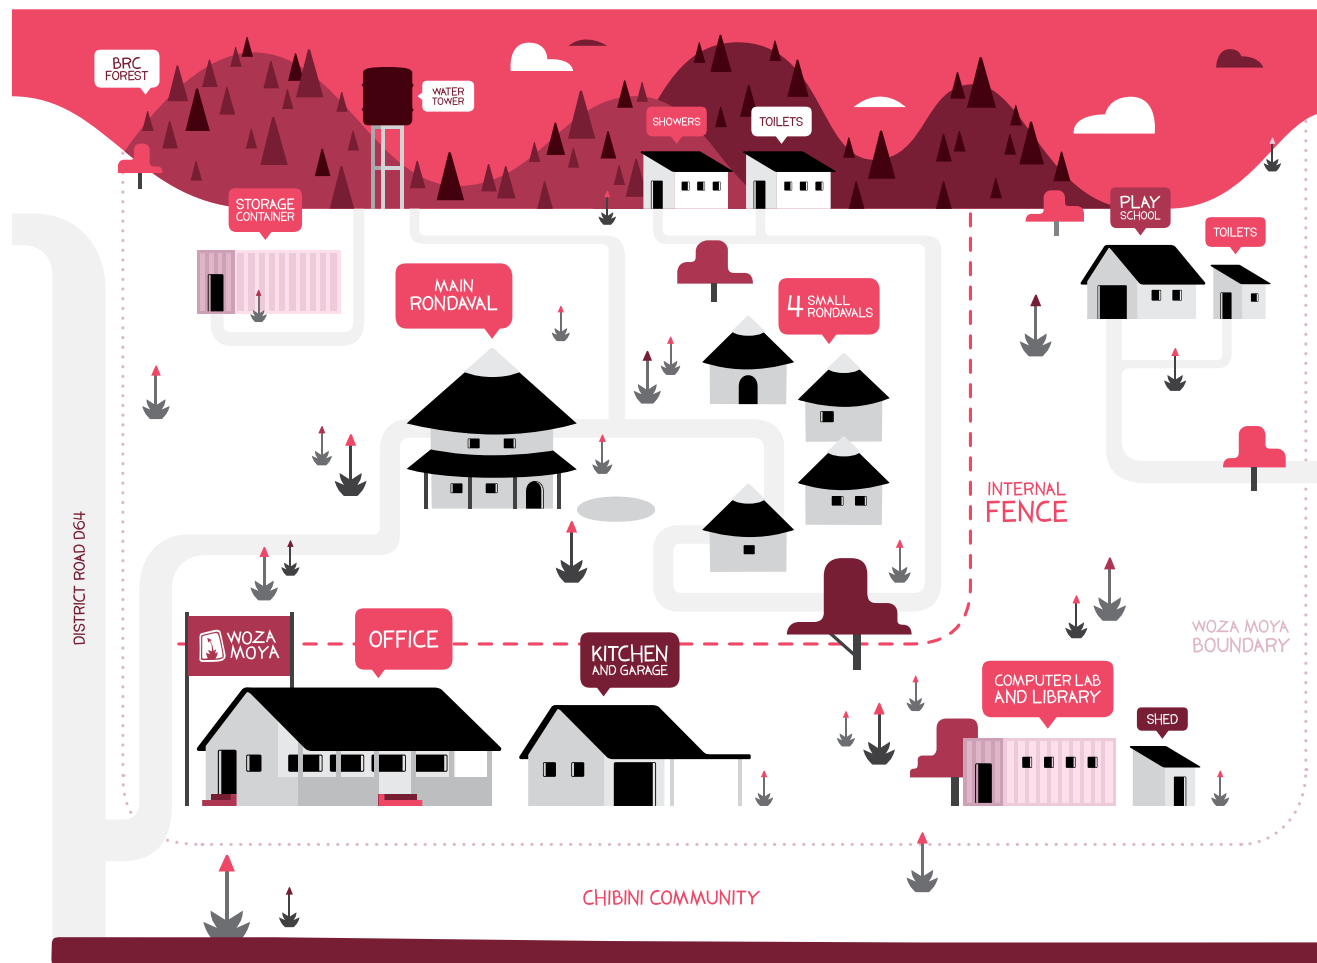 BRC
FOREST
WATER
TOWER
SHOWERS
TOILETS
STORAGE
CONTAINER
PLAY
SCHOOL
TOILETS
MAIN
RONDAVAL
4 SMALL
RONDAVALS
INTERNAL
FENCE
DISTRICT ROAD D64
WOZA
MOYA
OFFICE
KITCHEN
AND GARAGE
WOZA MOYA
BOUNDARY
COMPUTER LAB
AND LIBRARY
SHED
CHIBINI COMMUNITY